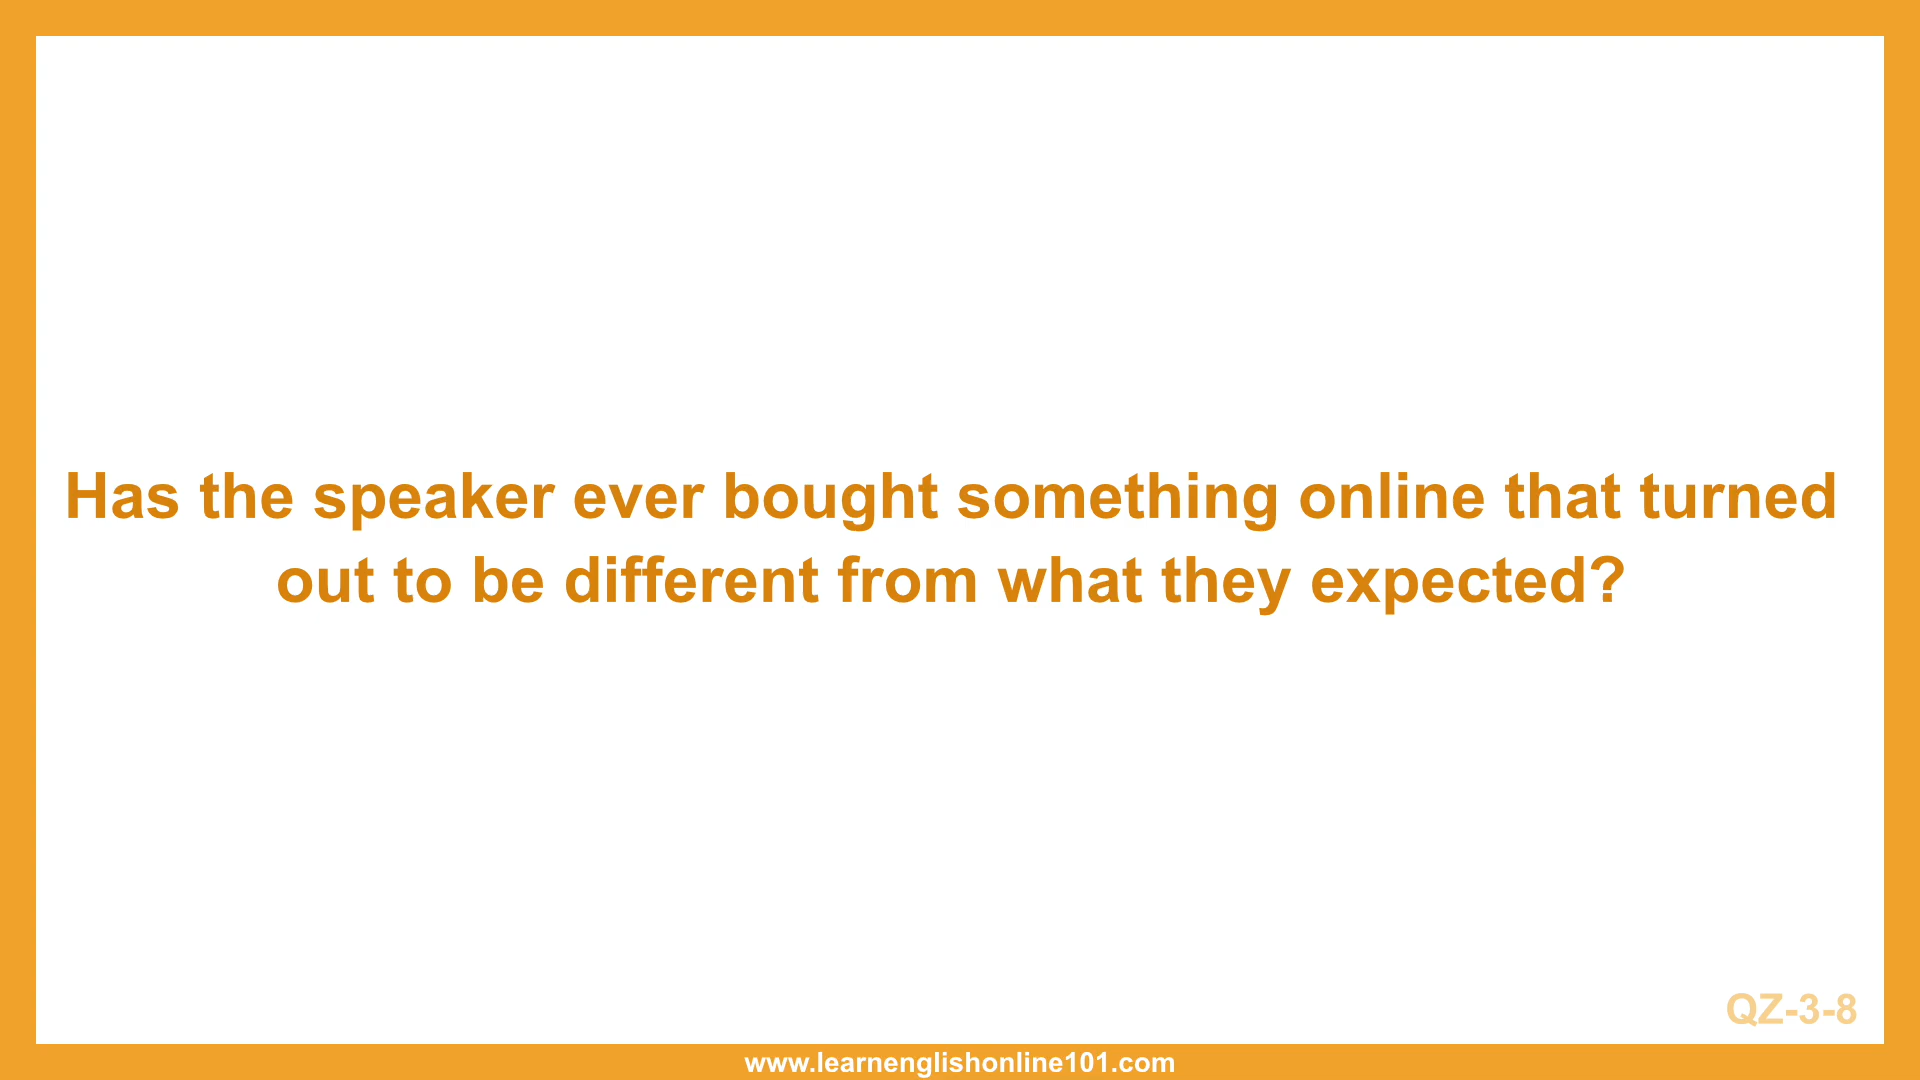 Has the speaker ever bought something online that turned
out to be different from what they expected?
QZ-3-8
www.learnenglishonline101.com